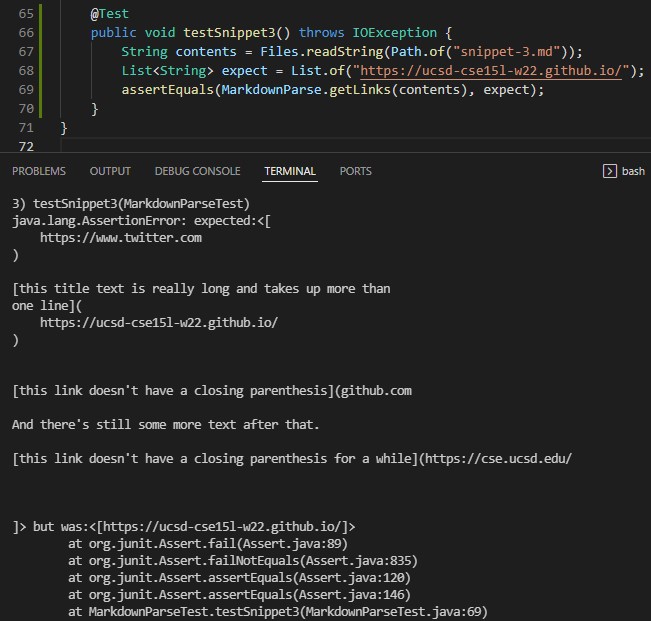 65 @Test
66 public void testSnippet3() throws IOException {
67 String contents = Files.readString(Path.of("snippet-3.md"));
68 List<String> expect = List.of("https://ucsd-cse15l-w22.github.io/");
69 assertEquals(MarkdownParse.getLinks(contents), expect);
70 }
71 }
72
PROBLEMS OUTPUT DEBUG CONSOLE TERMINAL PORTS bash
3) testSnippet3(MarkdownParseTest)
java.lang.AssertionError: expected:<[
https://www.twitter.com
)
[this title text is really long and takes up more than
one line](
https://ucsd-cse15l-w22.github.io/
)
[this link doesn't have a closing parenthesis](github.com
And there's still some more text after that.
[this link doesn't have a closing parenthesis for a while](https://cse.ucsd.edu/
]> but was:<[https://ucsd-cse15l-w22.github.io/]>
at org.junit.Assert.fail(Assert.java:89)
at org.junit.Assert.failNotEquals(Assert.java:835)
at org.junit.Assert.assertEquals(Assert.java:120)
at org.junit.Assert.assertEquals(Assert.java:146)
at MarkdownParseTest.testSnippet3(MarkdownParseTest.java:69)